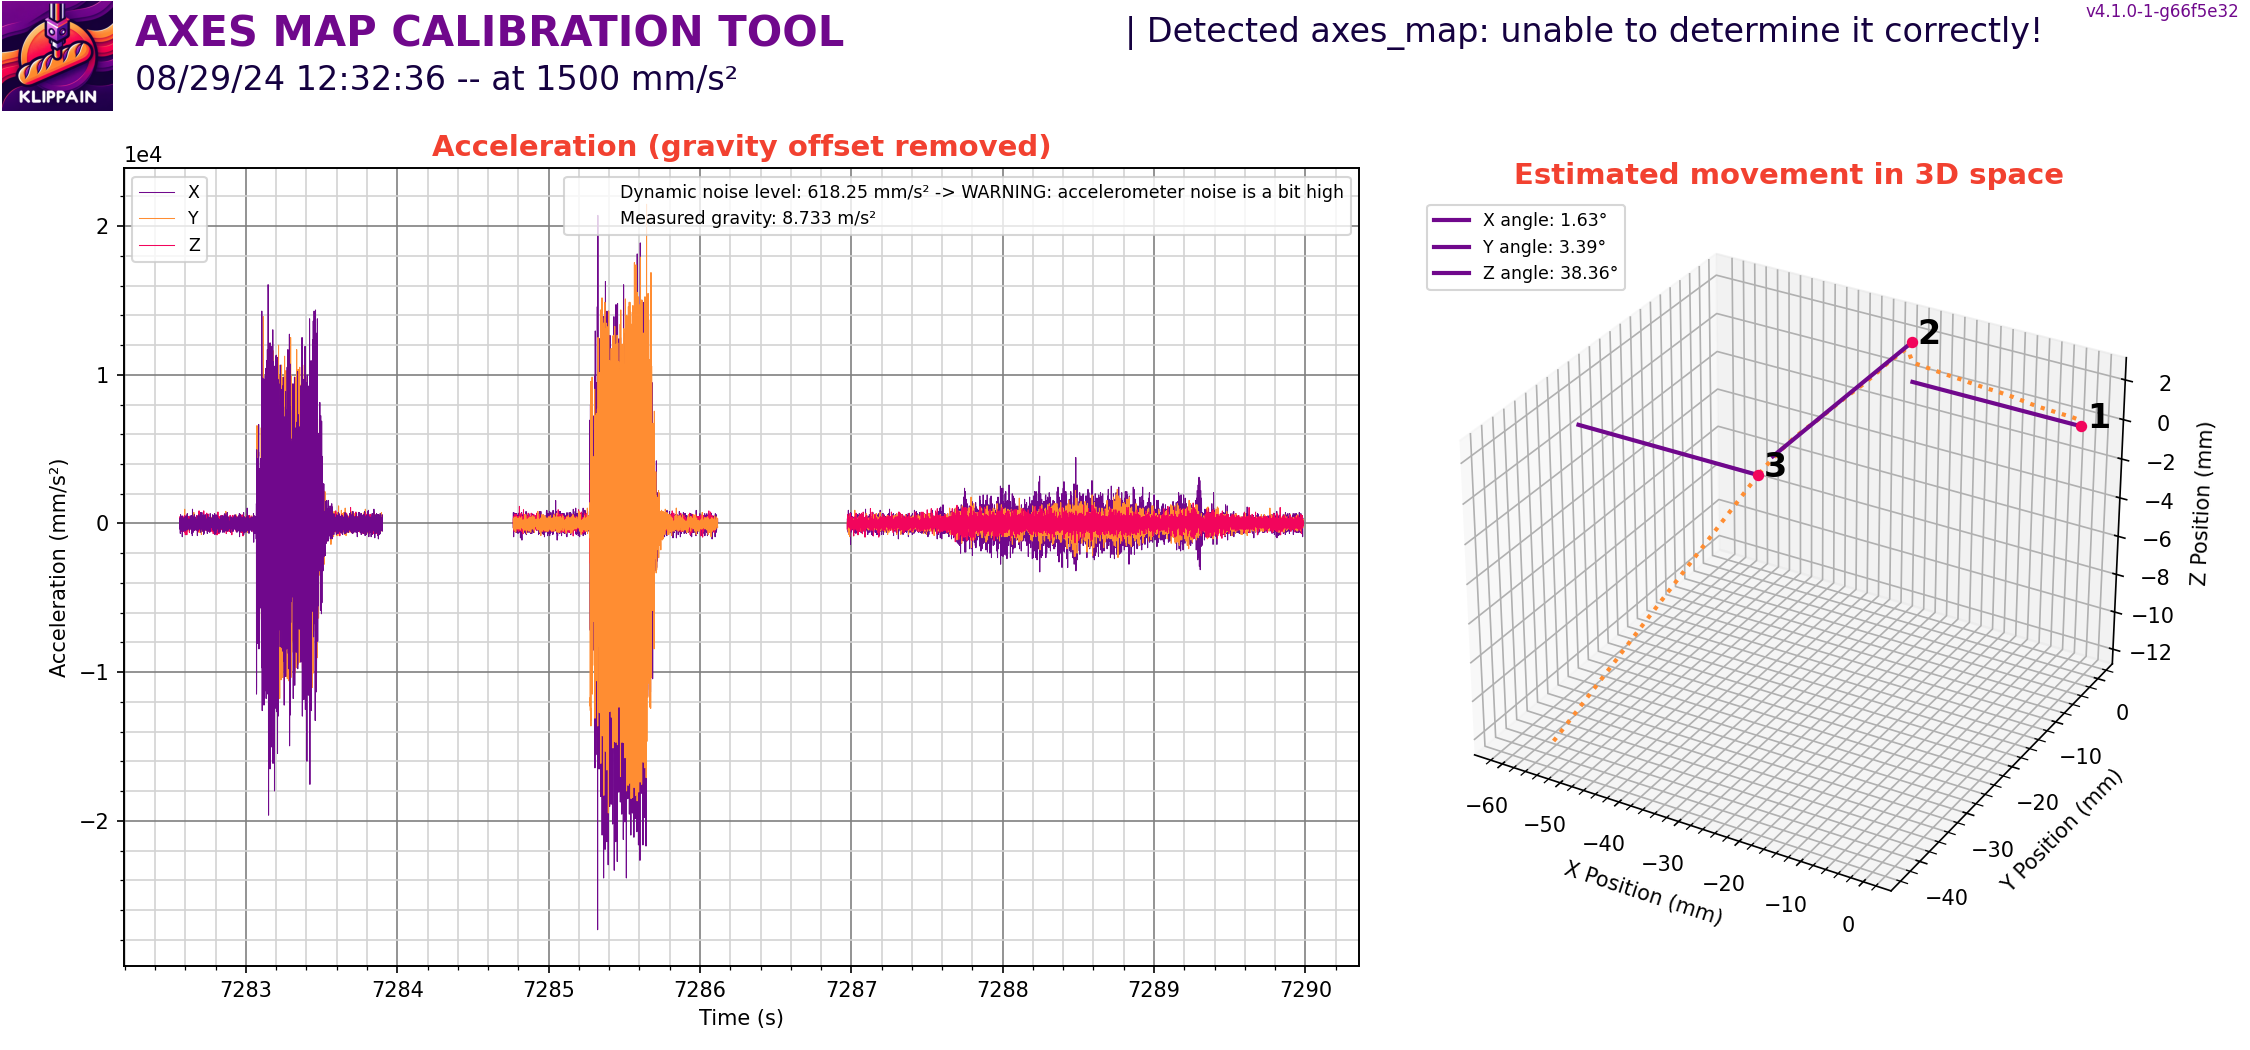 KLIPPAIN
AXES MAP CALIBRATION TOOL
08/29/24 12:32:36 -- at 1500 mm/s²
| Detected axes_map: unable to determine it correctly!
v4.1.0-1-g66f5e32
Acceleration (gravity offset removed)
1e4
X
Y
Z
Dynamic noise level: 618.25 mm/s² -> WARNING: accelerometer noise is a bit high
Measured gravity: 8.733 m/s²
2
1
0
−1
−2
Acceleration (mm/s²)
7283
7284
7285
7286
7287
7288
7289
7290
Time (s)
Estimated movement in 3D space
X angle: 1.63°
Y angle: 3.39°
Z angle: 38.36°
2
1
3
2
0
−2
−4
−6
−8
−10
−12
Z Position (mm)
0
−10
−20
−30
−40
Y Position (mm)
−60
−50
−40
−30
−20
−10
0
X Position (mm)